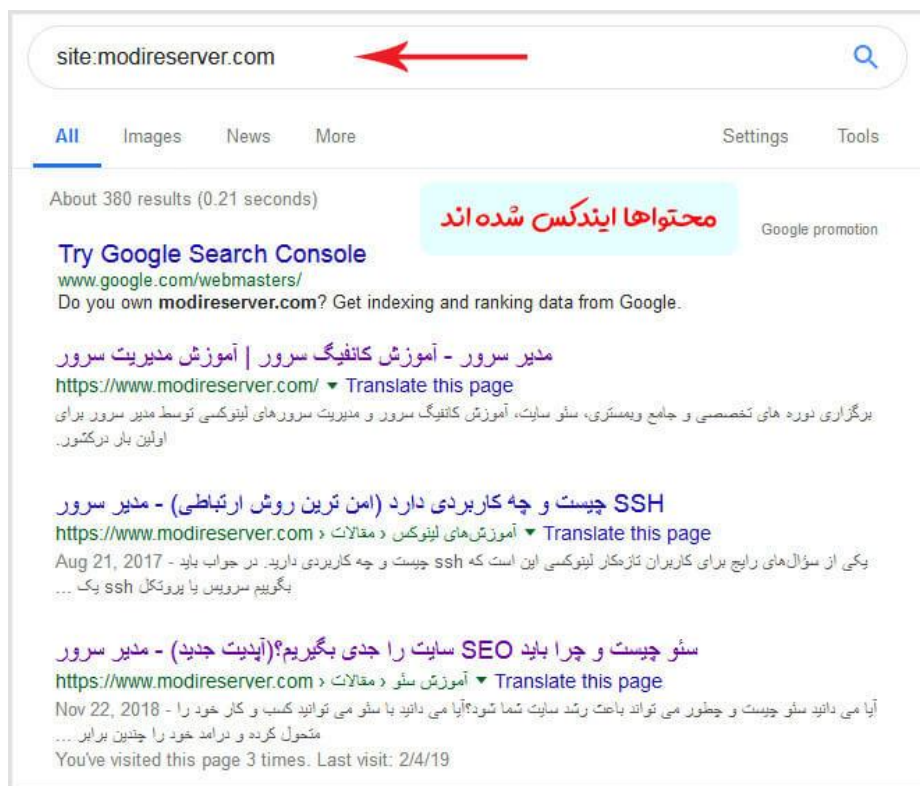 site:modireserver.com
All Images News More Settings Tools
About 380 results (0.21 seconds)
محتواها ایندکس شده اند
Google promotion
Try Google Search Console
www.google.com/webmasters/
Do you own modireserver.com? Get indexing and ranking data from Google.
مدیر سرور - آموزش کانفیگ سرور | آموزش مدیریت سرور
https://www.modireserver.com/ ▾ Translate this page
برگزاری دوره های تخصصی و جامع وبمستری، سئو سایت، آموزش کانفیگ سرور و مدیریت سرورهای لینوکسی توسط مدیر سرور برای
اولین بار درکشور.
SSH چیست و چه کاربردی دارد (امن ترین روش ارتباطی) - مدیر سرور
https://www.modireserver.com › مقالات › آموزش‌های لینوکس ▾ Translate this page
Aug 21, 2017 - یکی از سؤال‌های رایج برای کاربران تازه‌کار لینوکسی این است که ssh چیست و چه کاربردی دارید. در جواب باید
بگوییم سرویس یا پروتکل ssh یک ...
سئو چیست و چرا باید SEO سایت را جدی بگیریم؟(آپدیت جدید) - مدیر سرور
https://www.modireserver.com › مقالات › آموزش سئو ▾ Translate this page
Nov 22, 2018 - آیا می دانید سئو چیست و چطور می تواند باعث رشد سایت شما شود؟آیا می دانید با سئو می توانید کسب و کار خود را
متحول کرده و درامد خود را چندین برابر ...
You've visited this page 3 times. Last visit: 2/4/19